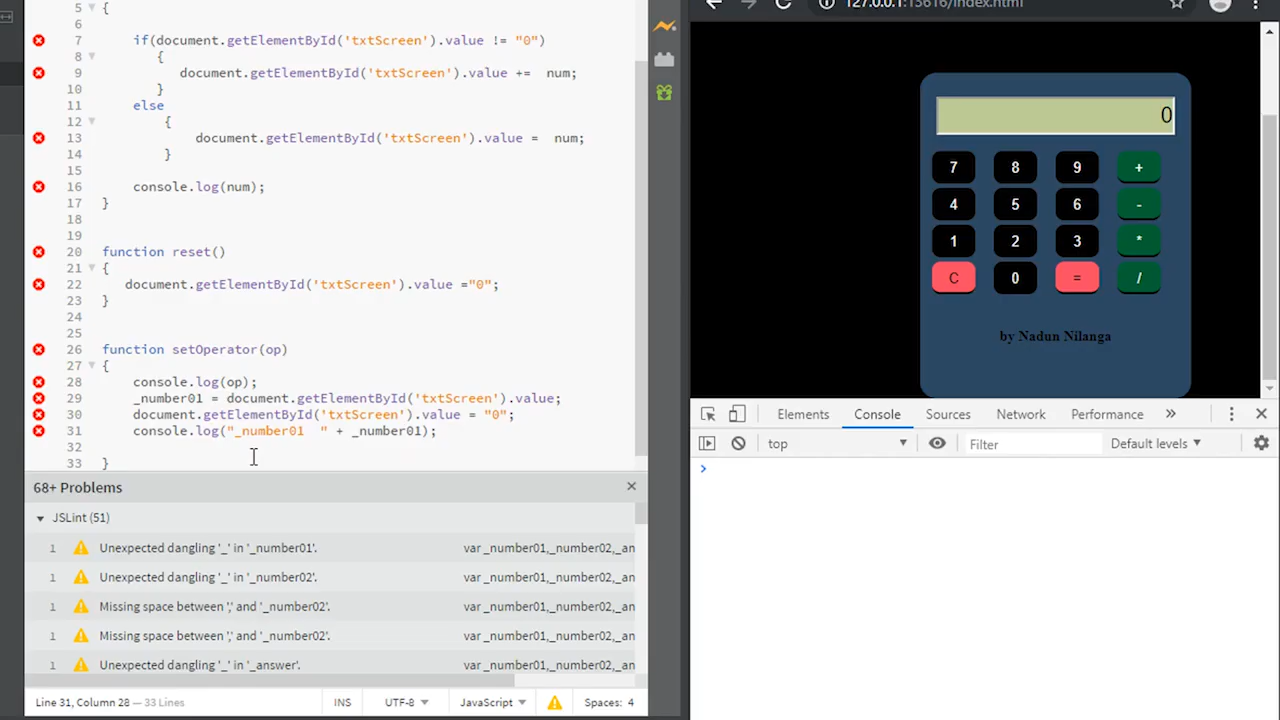 5 {
6
7 if(document.getElementById('txtScreen').value != "0")
8 {
9 document.getElementById('txtScreen').value += num;
10 }
11 else
12 {
13 document.getElementById('txtScreen').value = num;
14 }
15
16 console.log(num);
17 }
18
19
20 function reset()
21 {
22 document.getElementById('txtScreen').value ="0";
23 }
24
25
26 function setOperator(op)
27 {
28 console.log(op);
29 _number01 = document.getElementById('txtScreen').value;
30 document.getElementById('txtScreen').value = "0";
31 console.log("_number01 " + _number01);
32
33 }
68+ Problems
JSLint (51)
1 Unexpected dangling '_' in '_number01'. var _number01,_number02,_an
1 Unexpected dangling '_' in '_number02'. var _number01,_number02,_an
1 Missing space between ',' and '_number02'. var _number01,_number02,_an
1 Missing space between ',' and '_number02'. var _number01,_number02,_an
1 Unexpected dangling '_' in '_answer'. var _number01,_number02,_an
Line 31, Column 28 — 33 Lines INS UTF-8 JavaScript Spaces: 4
127.0.0.1:13616/index.html
0
7 8 9 +
4 5 6 -
1 2 3 *
C 0 = /
by Nadun Nilanga
Elements Console Sources Network Performance »
top Filter Default levels
>